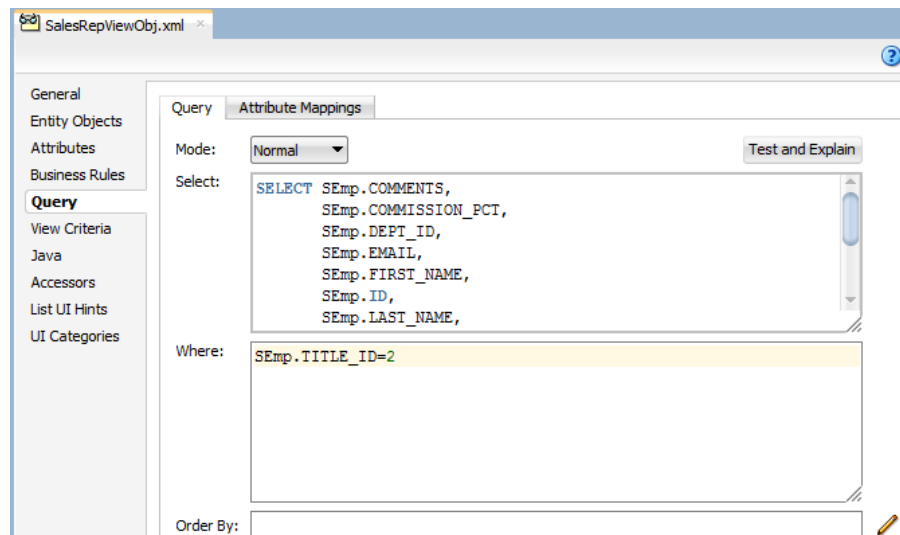 SalesRepViewObj.xml ×
?
General
Entity Objects
Attributes
Business Rules
Query
View Criteria
Java
Accessors
List UI Hints
UI Categories
Query Attribute Mappings
Mode: Normal Test and Explain
Select: SELECT SEmp.COMMENTS,
SEmp.COMMISSION_PCT,
SEmp.DEPT_ID,
SEmp.EMAIL,
SEmp.FIRST_NAME,
SEmp.ID,
SEmp.LAST_NAME,
Where: SEmp.TITLE_ID=2
Order By: